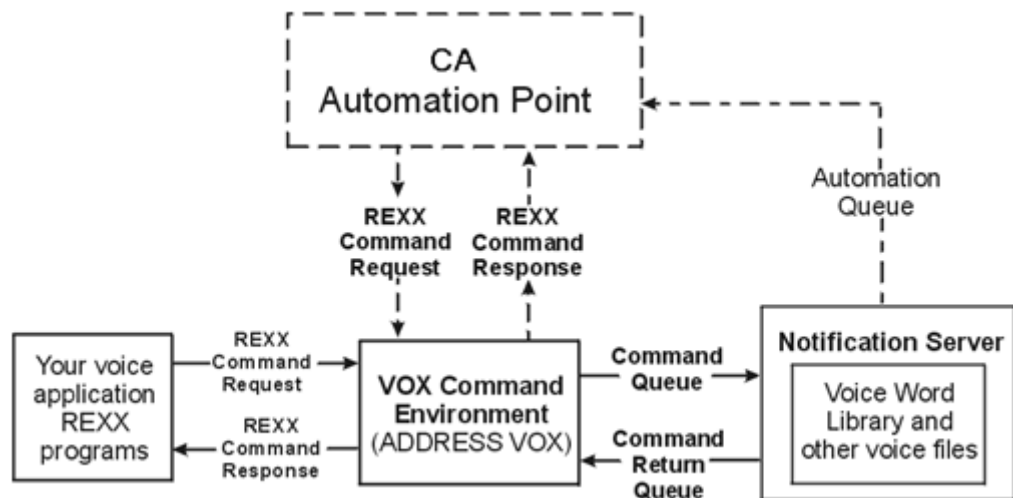 CA
Automation Point
REXX
Command
Request
REXX
Command
Response
Automation
Queue
Your voice
application
REXX
programs
REXX
Command
Request
REXX
Command
Response
VOX Command
Environment
(ADDRESS VOX)
Command
Queue
Command
Return
Queue
Notification Server
Voice Word
Library and
other voice files